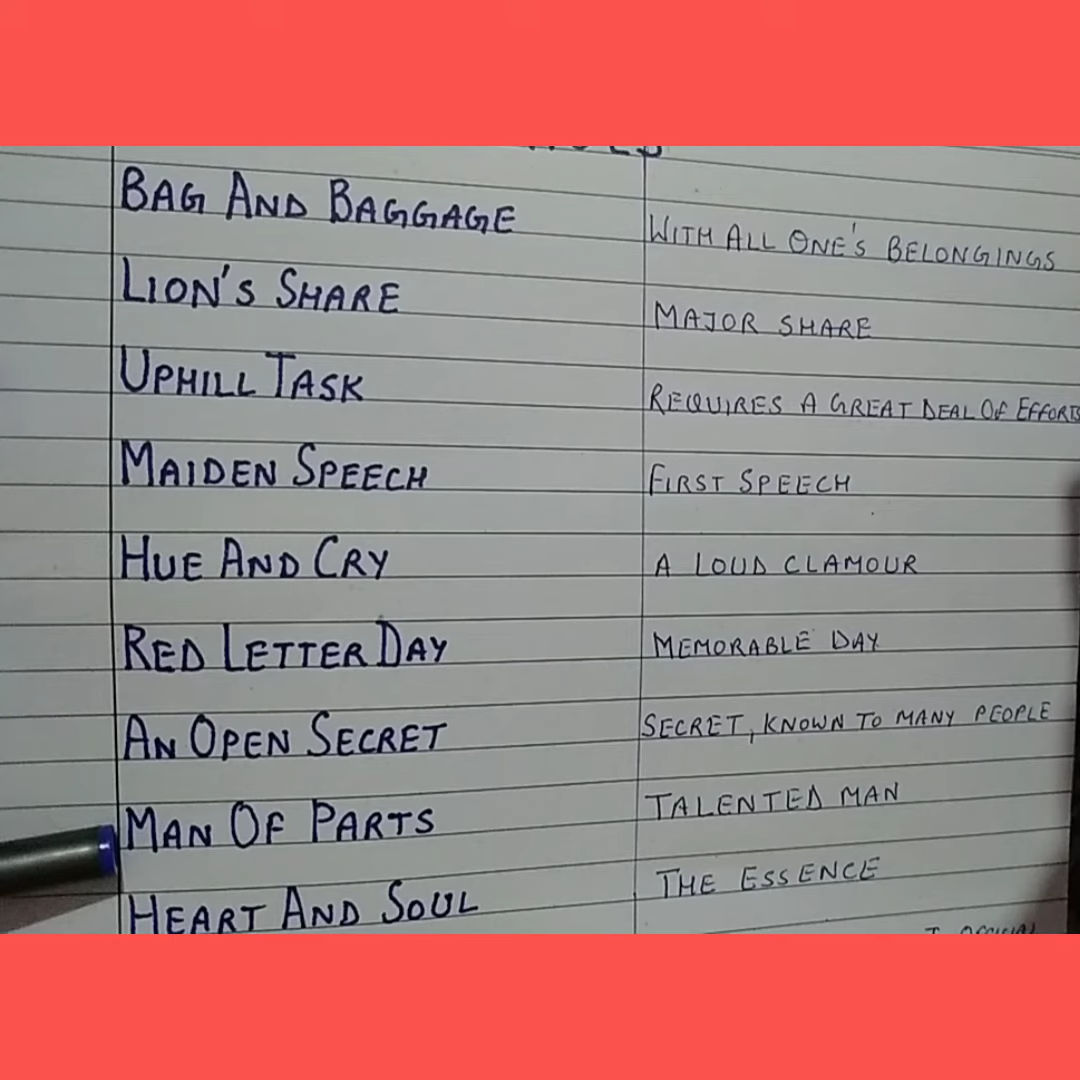 BAG AND BAGGAGE WITH ALL ONE'S BELONGINGS
LION'S SHARE MAJOR SHARE
UPHILL TASK REQUIRES A GREAT DEAL OF EFFORTS
MAIDEN SPEECH FIRST SPEECH
HUE AND CRY A LOUD CLAMOUR
RED LETTER DAY MEMORABLE DAY
AN OPEN SECRET SECRET, KNOWN TO MANY PEOPLE
MAN OF PARTS TALENTED MAN
HEART AND SOUL THE ESSENCE